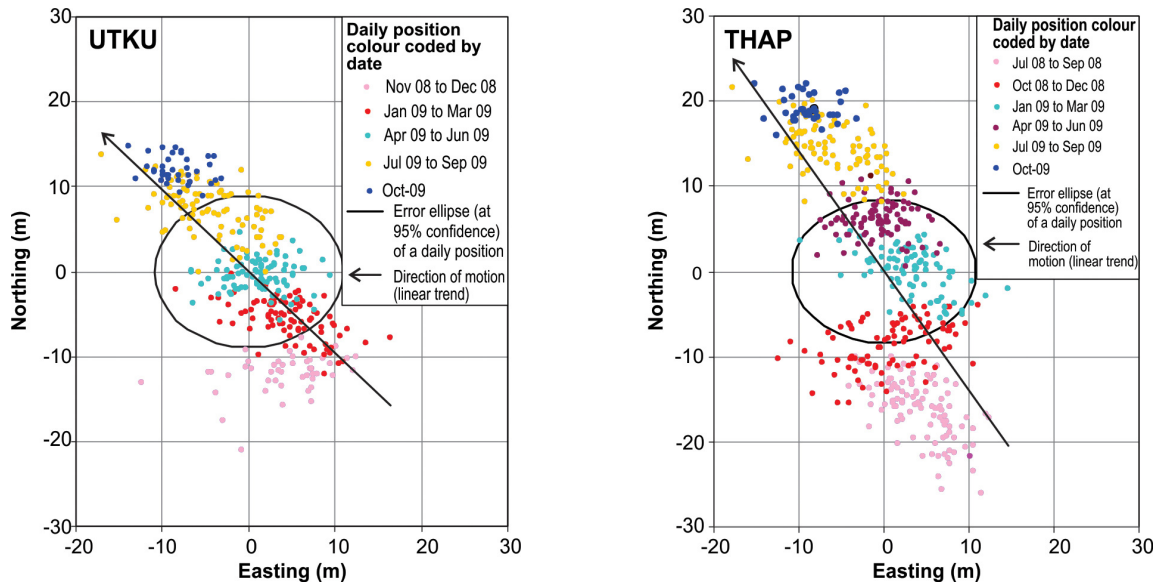 UTKU
Daily position
colour coded by
date
Nov 08 to Dec 08
Jan 09 to Mar 09
Apr 09 to Jun 09
Jul 09 to Sep 09
Oct-09
Error ellipse (at
95% confidence)
of a daily position
Direction of motion
(linear trend)
30
20
10
0
-10
-20
-30
Northing (m)
-20
-10
0
10
20
30
Easting (m)
THAP
Daily position colour
coded by date
Jul 08 to Sep 08
Oct 08 to Dec 08
Jan 09 to Mar 09
Apr 09 to Jun 09
Jul 09 to Sep 09
Oct-09
Error ellipse (at
95% confidence)
of a daily position
Direction of
motion (linear trend)
30
20
10
0
-10
-20
-30
Northing (m)
-20
-10
0
10
20
30
Easting (m)